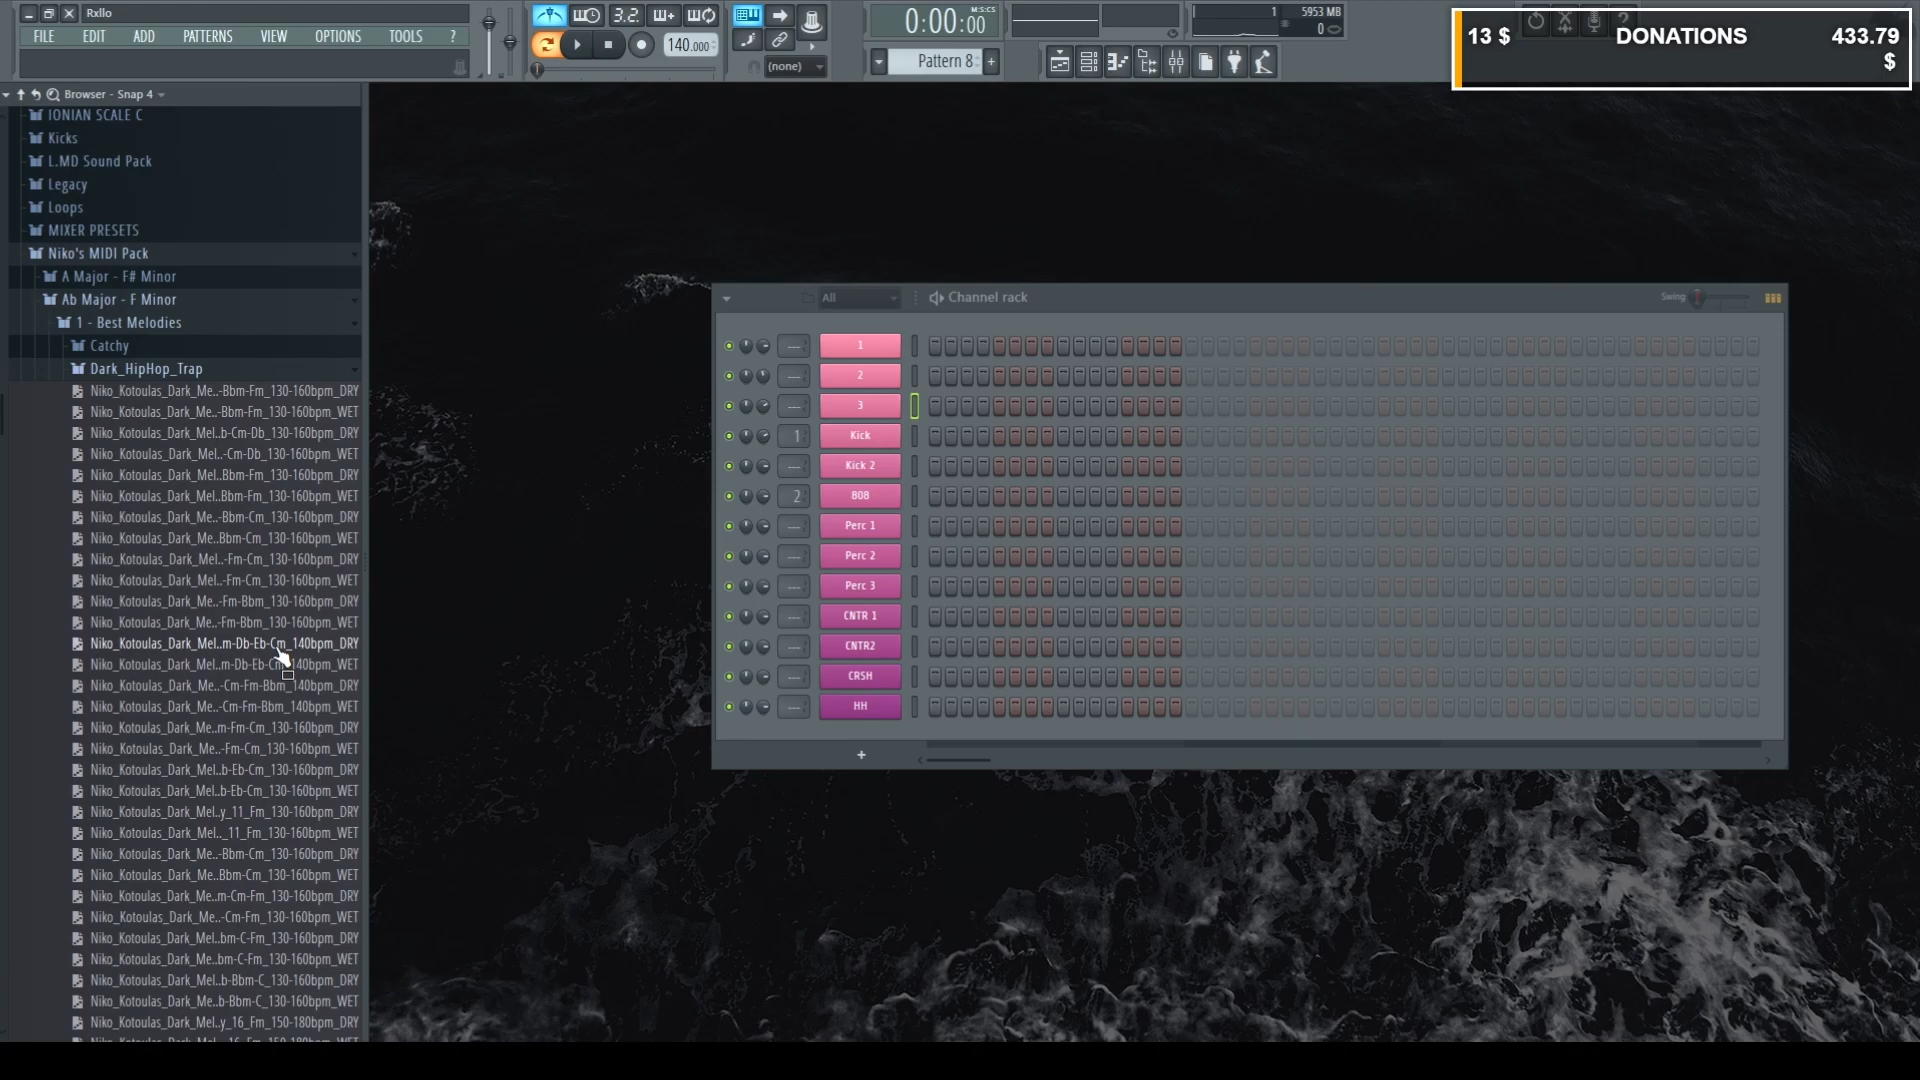 Rxllo
FILE EDIT ADD PATTERNS VIEW OPTIONS TOOLS ?
3.2.
140.000
(none)
0:00:00
M:S:CS
Pattern 8
+
1
5953 MB
0
13 $ DONATIONS 433.79
$
Browser - Snap 4
IONIAN SCALE C
Kicks
L.MD Sound Pack
Legacy
Loops
MIXER PRESETS
Niko's MIDI Pack
A Major - F# Minor
Ab Major - F Minor
1 - Best Melodies
Catchy
Dark_HipHop_Trap
Niko_Kotoulas_Dark_Me..-Bbm-Fm_130-160bpm_DRY
Niko_Kotoulas_Dark_Me..-Bbm-Fm_130-160bpm_WET
Niko_Kotoulas_Dark_Mel..b-Cm-Db_130-160bpm_DRY
Niko_Kotoulas_Dark_Mel..-Cm-Db_130-160bpm_WET
Niko_Kotoulas_Dark_Mel..Bbm-Fm_130-160bpm_DRY
Niko_Kotoulas_Dark_Me..Bbm-Fm_130-160bpm_WET
Niko_Kotoulas_Dark_Me..-Bbm-Cm_130-160bpm_DRY
Niko_Kotoulas_Dark_Me..Bbm-Cm_130-160bpm_WET
Niko_Kotoulas_Dark_Mel..-Fm-Cm_130-160bpm_DRY
Niko_Kotoulas_Dark_Mel..-Fm-Cm_130-160bpm_WET
Niko_Kotoulas_Dark_Me..-Fm-Bbm_130-160bpm_DRY
Niko_Kotoulas_Dark_Me..-Fm-Bbm_130-160bpm_WET
Niko_Kotoulas_Dark_Mel..m-Db-Eb-Cm_140bpm_DRY
Niko_Kotoulas_Dark_Mel..m-Db-Eb-Cm_140bpm_WET
Niko_Kotoulas_Dark_Me..-Cm-Fm-Bbm_140bpm_DRY
Niko_Kotoulas_Dark_Me..-Cm-Fm-Bbm_140bpm_WET
Niko_Kotoulas_Dark_Me..m-Fm-Cm_130-160bpm_DRY
Niko_Kotoulas_Dark_Me..-Fm-Cm_130-160bpm_WET
Niko_Kotoulas_Dark_Mel..b-Eb-Cm_130-160bpm_DRY
Niko_Kotoulas_Dark_Mel..b-Eb-Cm_130-160bpm_WET
Niko_Kotoulas_Dark_Mel..y_11_Fm_130-160bpm_DRY
Niko_Kotoulas_Dark_Mel.._11_Fm_130-160bpm_WET
Niko_Kotoulas_Dark_Me..-Bbm-Cm_130-160bpm_DRY
Niko_Kotoulas_Dark_Me..Bbm-Cm_130-160bpm_WET
Niko_Kotoulas_Dark_Me..m-Cm-Fm_130-160bpm_DRY
Niko_Kotoulas_Dark_Me..-Cm-Fm_130-160bpm_WET
Niko_Kotoulas_Dark_Mel..bm-C-Fm_130-160bpm_DRY
Niko_Kotoulas_Dark_Me..bm-C-Fm_130-160bpm_WET
Niko_Kotoulas_Dark_Mel..b-Bbm-C_130-160bpm_DRY
Niko_Kotoulas_Dark_Me..b-Bbm-C_130-160bpm_WET
Niko_Kotoulas_Dark_Mel..y_16_Fm_150-180bpm_DRY
All
Channel rack
Swing
1
2
3
1 Kick
Kick 2
2 808
Perc 1
Perc 2
Perc 3
CNTR 1
CNTR2
CRSH
HH
+